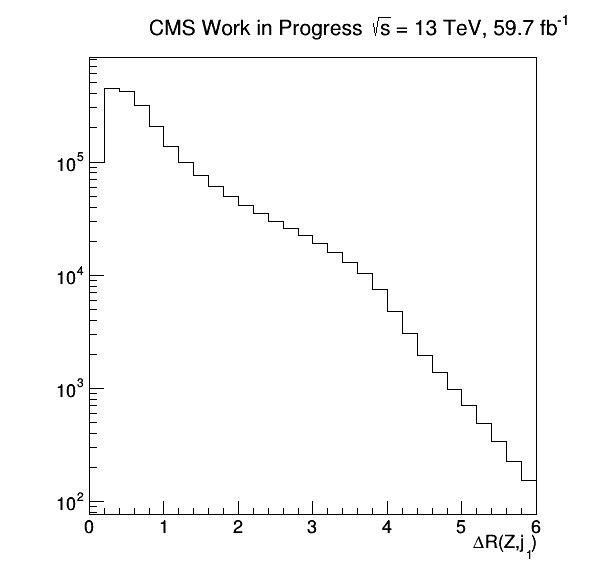 CMS Work in Progress √s = 13 TeV, 59.7 fb⁻¹
10⁵
10⁴
10³
10²
0 1 2 3 4 5 6
ΔR(Z,j₁)